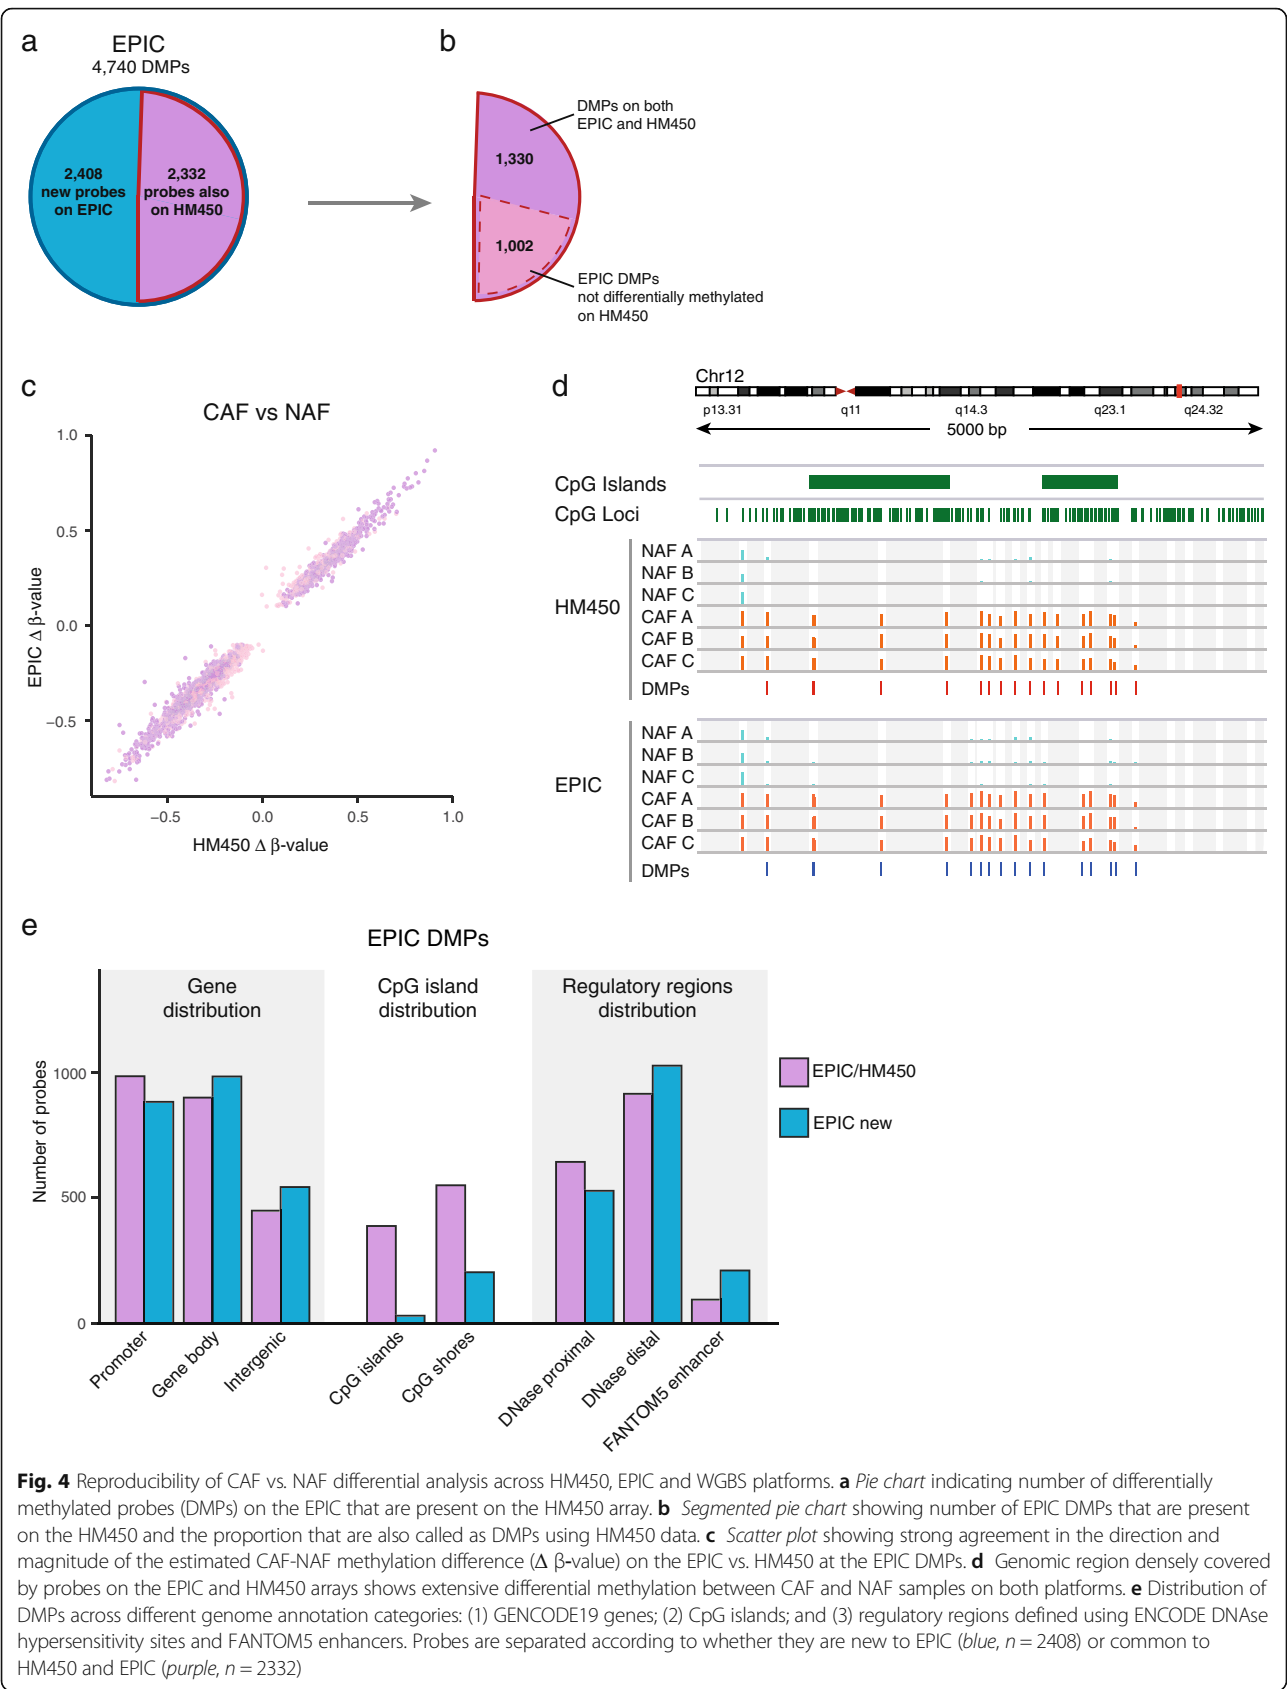 a
EPIC
4,740 DMPs
2,408
new probes
on EPIC
2,332
probes also
on HM450
b
DMPs on both
EPIC and HM450
1,330
1,002
EPIC DMPs
not differentially methylated
on HM450
c
CAF vs NAF
1.0
0.5
0.0
−0.5
EPIC Δ β-value
−0.5
0.0
0.5
1.0
HM450 Δ β-value
d
Chr12
p13.31
q11
q14.3
q23.1
q24.32
5000 bp
CpG Islands
CpG Loci
HM450
NAF A
NAF B
NAF C
CAF A
CAF B
CAF C
DMPs
EPIC
NAF A
NAF B
NAF C
CAF A
CAF B
CAF C
DMPs
e
EPIC DMPs
Gene
distribution
CpG island
distribution
Regulatory regions
distribution
Number of probes
1000
500
0
Promoter
Gene body
Intergenic
CpG islands
CpG shores
DNase proximal
DNase distal
FANTOM5 enhancer
EPIC/HM450
EPIC new
Fig. 4 Reproducibility of CAF vs. NAF differential analysis across HM450, EPIC and WGBS platforms. a Pie chart indicating number of differentially
methylated probes (DMPs) on the EPIC that are present on the HM450 array. b Segmented pie chart showing number of EPIC DMPs that are present
on the HM450 and the proportion that are also called as DMPs using HM450 data. c Scatter plot showing strong agreement in the direction and
magnitude of the estimated CAF-NAF methylation difference (Δ β-value) on the EPIC vs. HM450 at the EPIC DMPs. d Genomic region densely covered
by probes on the EPIC and HM450 arrays shows extensive differential methylation between CAF and NAF samples on both platforms. e Distribution of
DMPs across different genome annotation categories: (1) GENCODE19 genes; (2) CpG islands; and (3) regulatory regions defined using ENCODE DNAse
hypersensitivity sites and FANTOM5 enhancers. Probes are separated according to whether they are new to EPIC (blue, n = 2408) or common to
HM450 and EPIC (purple, n = 2332)